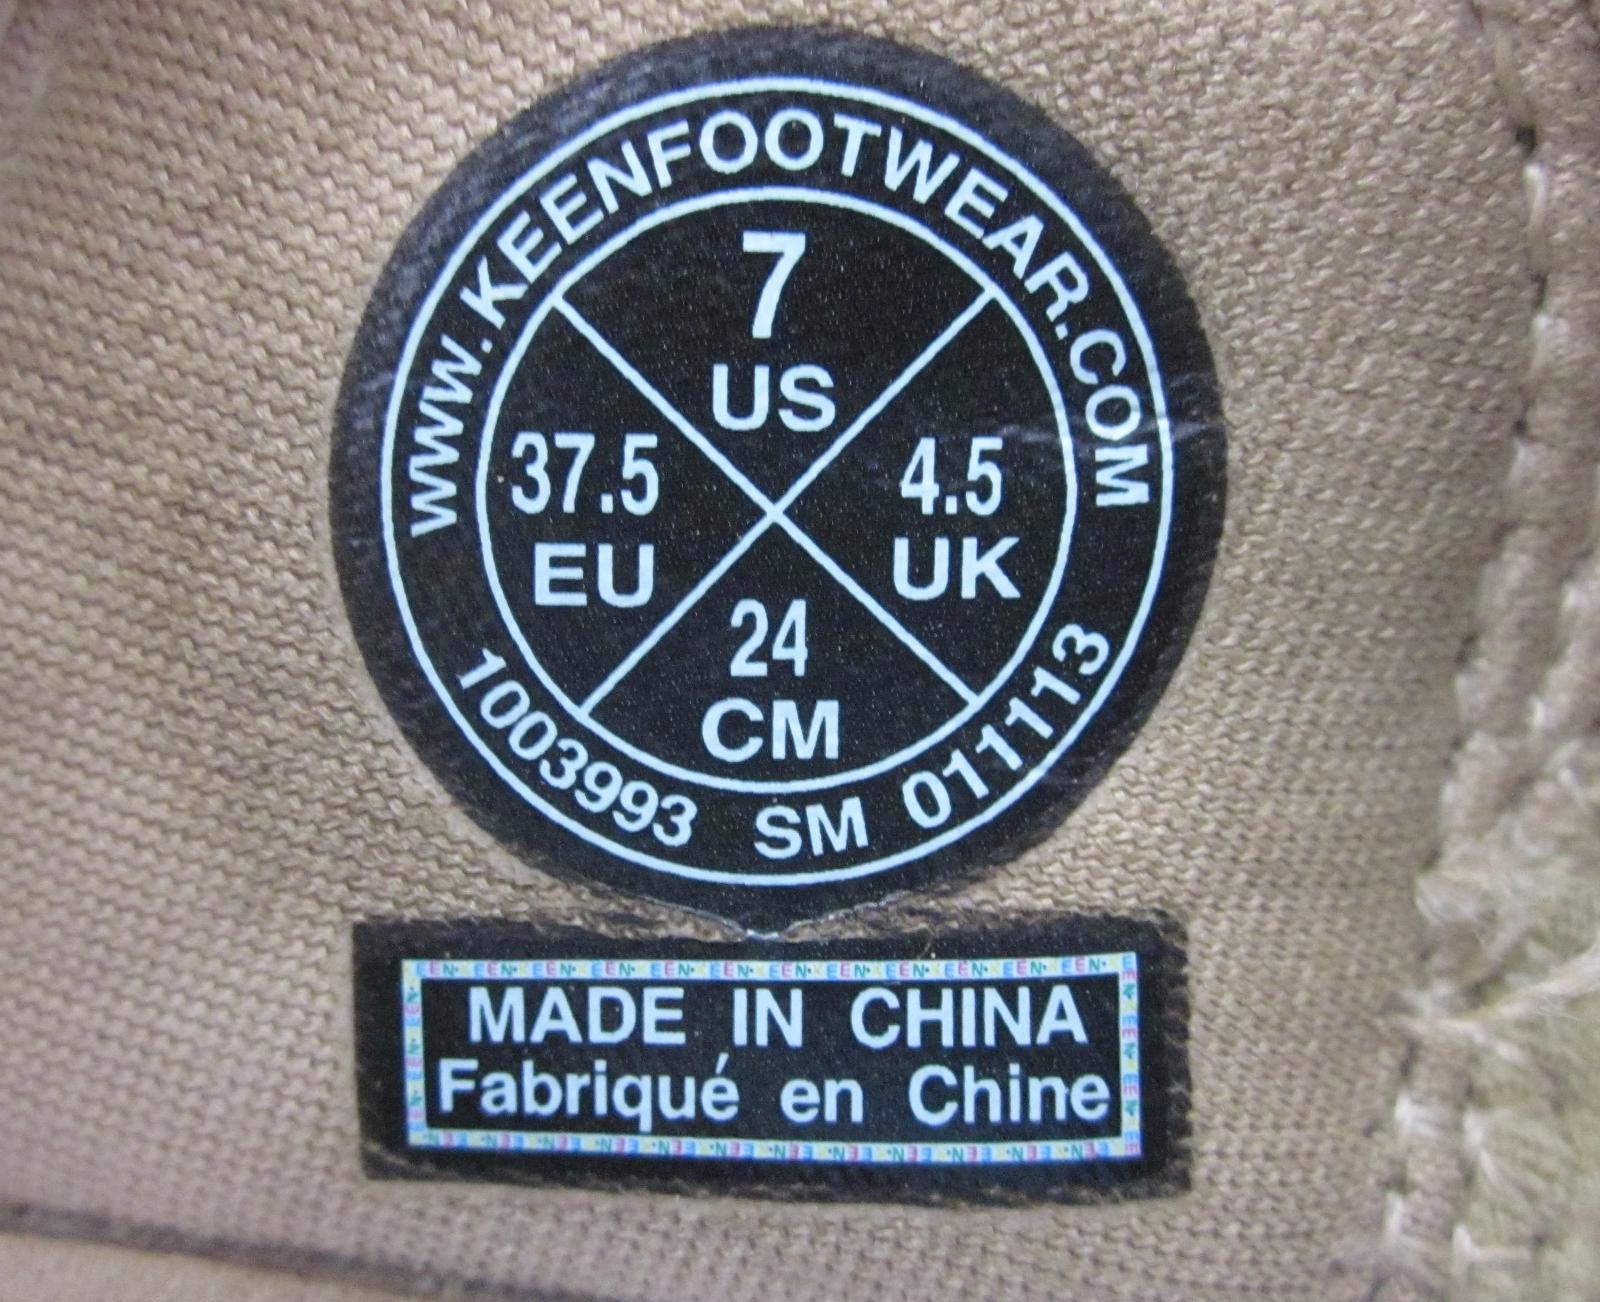 WWW.KEENFOOTWEAR.COM
7
US
37.5
EU
4.5
UK
24
CM
1003993 SM 011113
MADE IN CHINA
Fabriqué en Chine